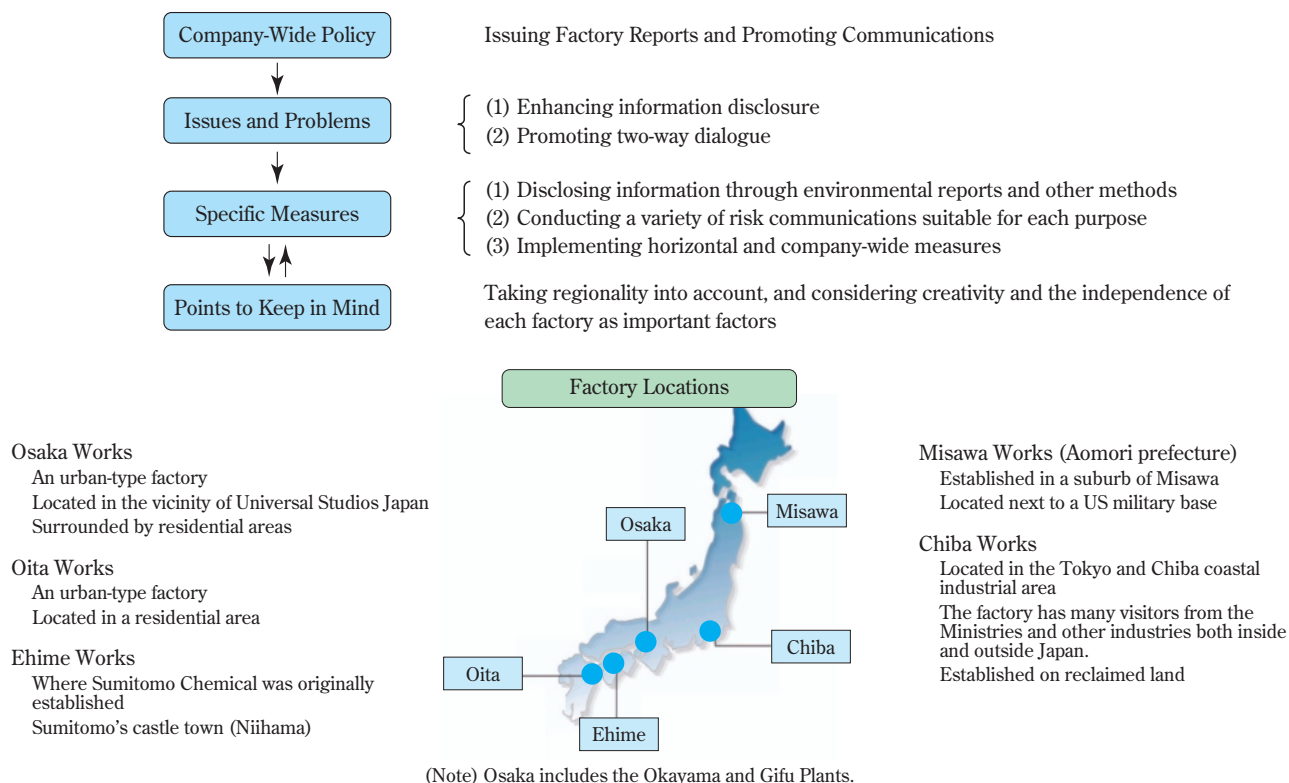 Company-Wide Policy
Issuing Factory Reports and Promoting Communications
Issues and Problems
(1) Enhancing information disclosure
(2) Promoting two-way dialogue
Specific Measures
(1) Disclosing information through environmental reports and other methods
(2) Conducting a variety of risk communications suitable for each purpose
(3) Implementing horizontal and company-wide measures
Points to Keep in Mind
Taking regionality into account, and considering creativity and the independence of
each factory as important factors
Factory Locations
Osaka Works
An urban-type factory
Located in the vicinity of Universal Studios Japan
Surrounded by residential areas
Oita Works
An urban-type factory
Located in a residential area
Ehime Works
Where Sumitomo Chemical was originally
established
Sumitomo’s castle town (Niihama)
Osaka
Misawa
Chiba
Oita
Ehime
Misawa Works (Aomori prefecture)
Established in a suburb of Misawa
Located next to a US military base
Chiba Works
Located in the Tokyo and Chiba coastal
industrial area
The factory has many visitors from the
Ministries and other industries both inside
and outside Japan.
Established on reclaimed land
(Note) Osaka includes the Okayama and Gifu Plants.